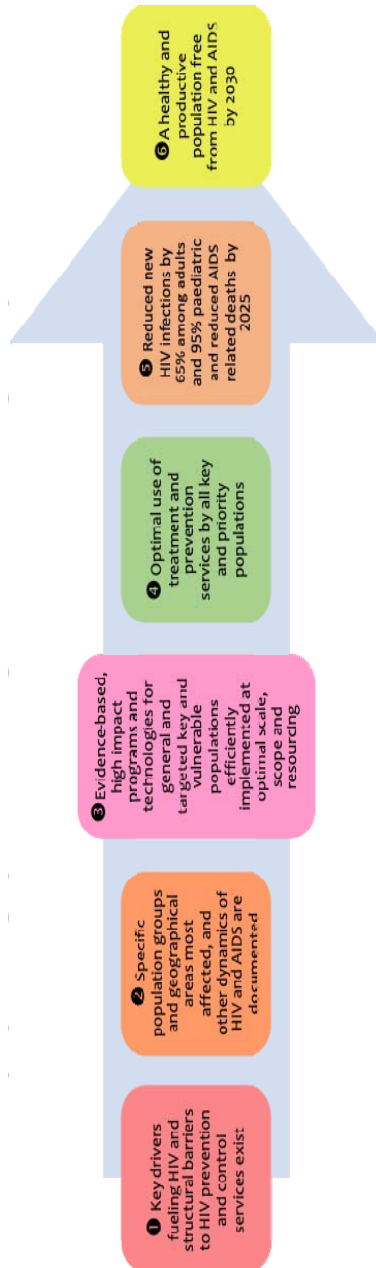 ❶ Key drivers
fueling HIV and
structural barriers
to HIV prevention
and control
services exist
❷ Specific
population groups
and geographical
areas most
affected, and
other dynamics of
HIV and AIDS are
documented
❸ Evidence-based,
high impact
programs and
technologies for
general and
targeted key and
vulnerable
populations
efficiently
implemented at
optimal scale,
scope and
resourcing
❹ Optimal use of
treatment and
prevention
services by all key
and priority
populations
❺ Reduced new
HIV infections by
65% among adults
and 95% paediatric
and reduced AIDS
related deaths by
2025
❻ A healthy and
productive
population free
from HIV and AIDS
by 2030